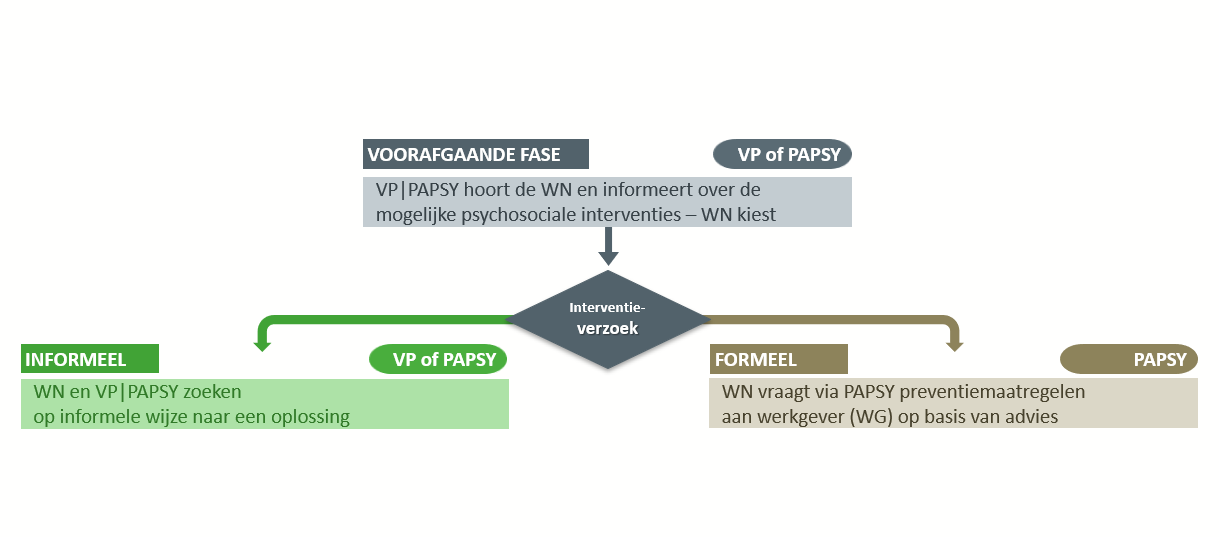 VOORAFGAANDE FASE
VP of PAPSY
VP|PAPSY hoort de WN en informeert over de
mogelijke psychosociale interventies – WN kiest
Interventie-
verzoek
INFORMEEL
VP of PAPSY
WN en VP|PAPSY zoeken
op informele wijze naar een oplossing
FORMEEL
PAPSY
WN vraagt via PAPSY preventiemaatregelen
aan werkgever (WG) op basis van advies